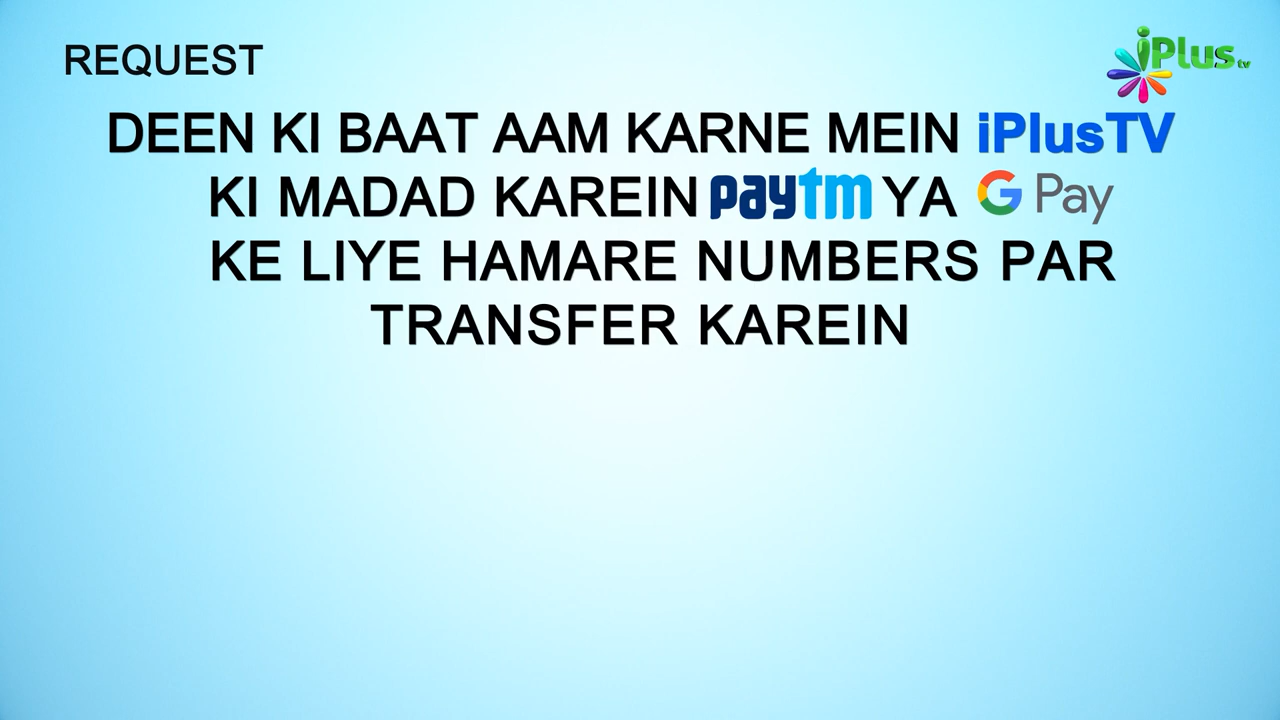 REQUEST
iPlus tv
DEEN KI BAAT AAM KARNE MEIN iPlusTV
KI MADAD KAREIN paytm YA G Pay
KE LIYE HAMARE NUMBERS PAR
TRANSFER KAREIN